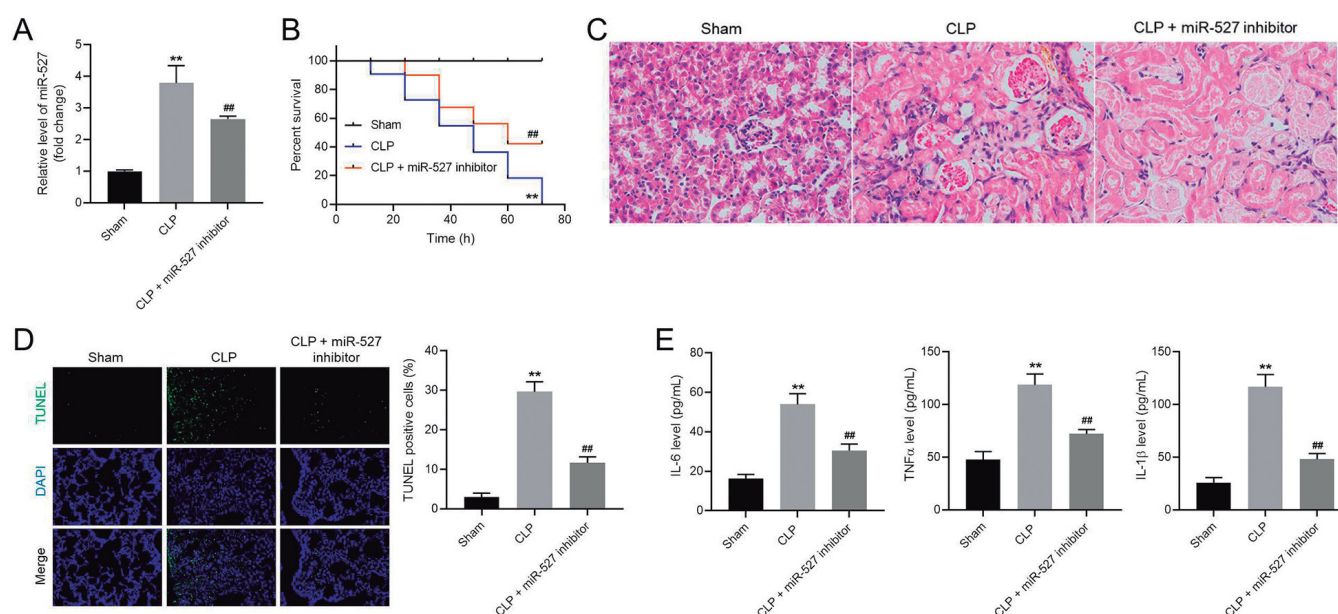 A
Relative level of miR-527
(fold change)
5
4
3
2
1
0
**
##
Sham
CLP
CLP + miR-527 inhibitor
B
Percent survival
100
80
60
40
20
0
Sham
CLP
CLP + miR-527 inhibitor
##
**
0
20
40
60
80
Time (h)
C
Sham
CLP
CLP + miR-527 inhibitor
D
Sham
CLP
CLP + miR-527
inhibitor
TUNEL
DAPI
Merge
TUNEL positive cells (%)
40
30
20
10
0
**
##
Sham
CLP
CLP + miR-527 inhibitor
E
IL-6 level (pg/mL)
80
60
40
20
0
**
##
Sham
CLP
CLP + miR-527 inhibitor
TNFα level (pg/mL)
150
100
50
0
**
##
Sham
CLP
CLP + miR-527 inhibitor
IL-1β level (pg/mL)
150
100
50
0
**
##
Sham
CLP
CLP + miR-527 inhibitor